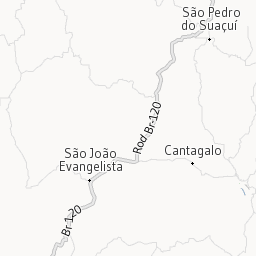 São Pedro
do Suaçuí
Rod Br-120
Cantagalo
São João
Evangelista
Br-120